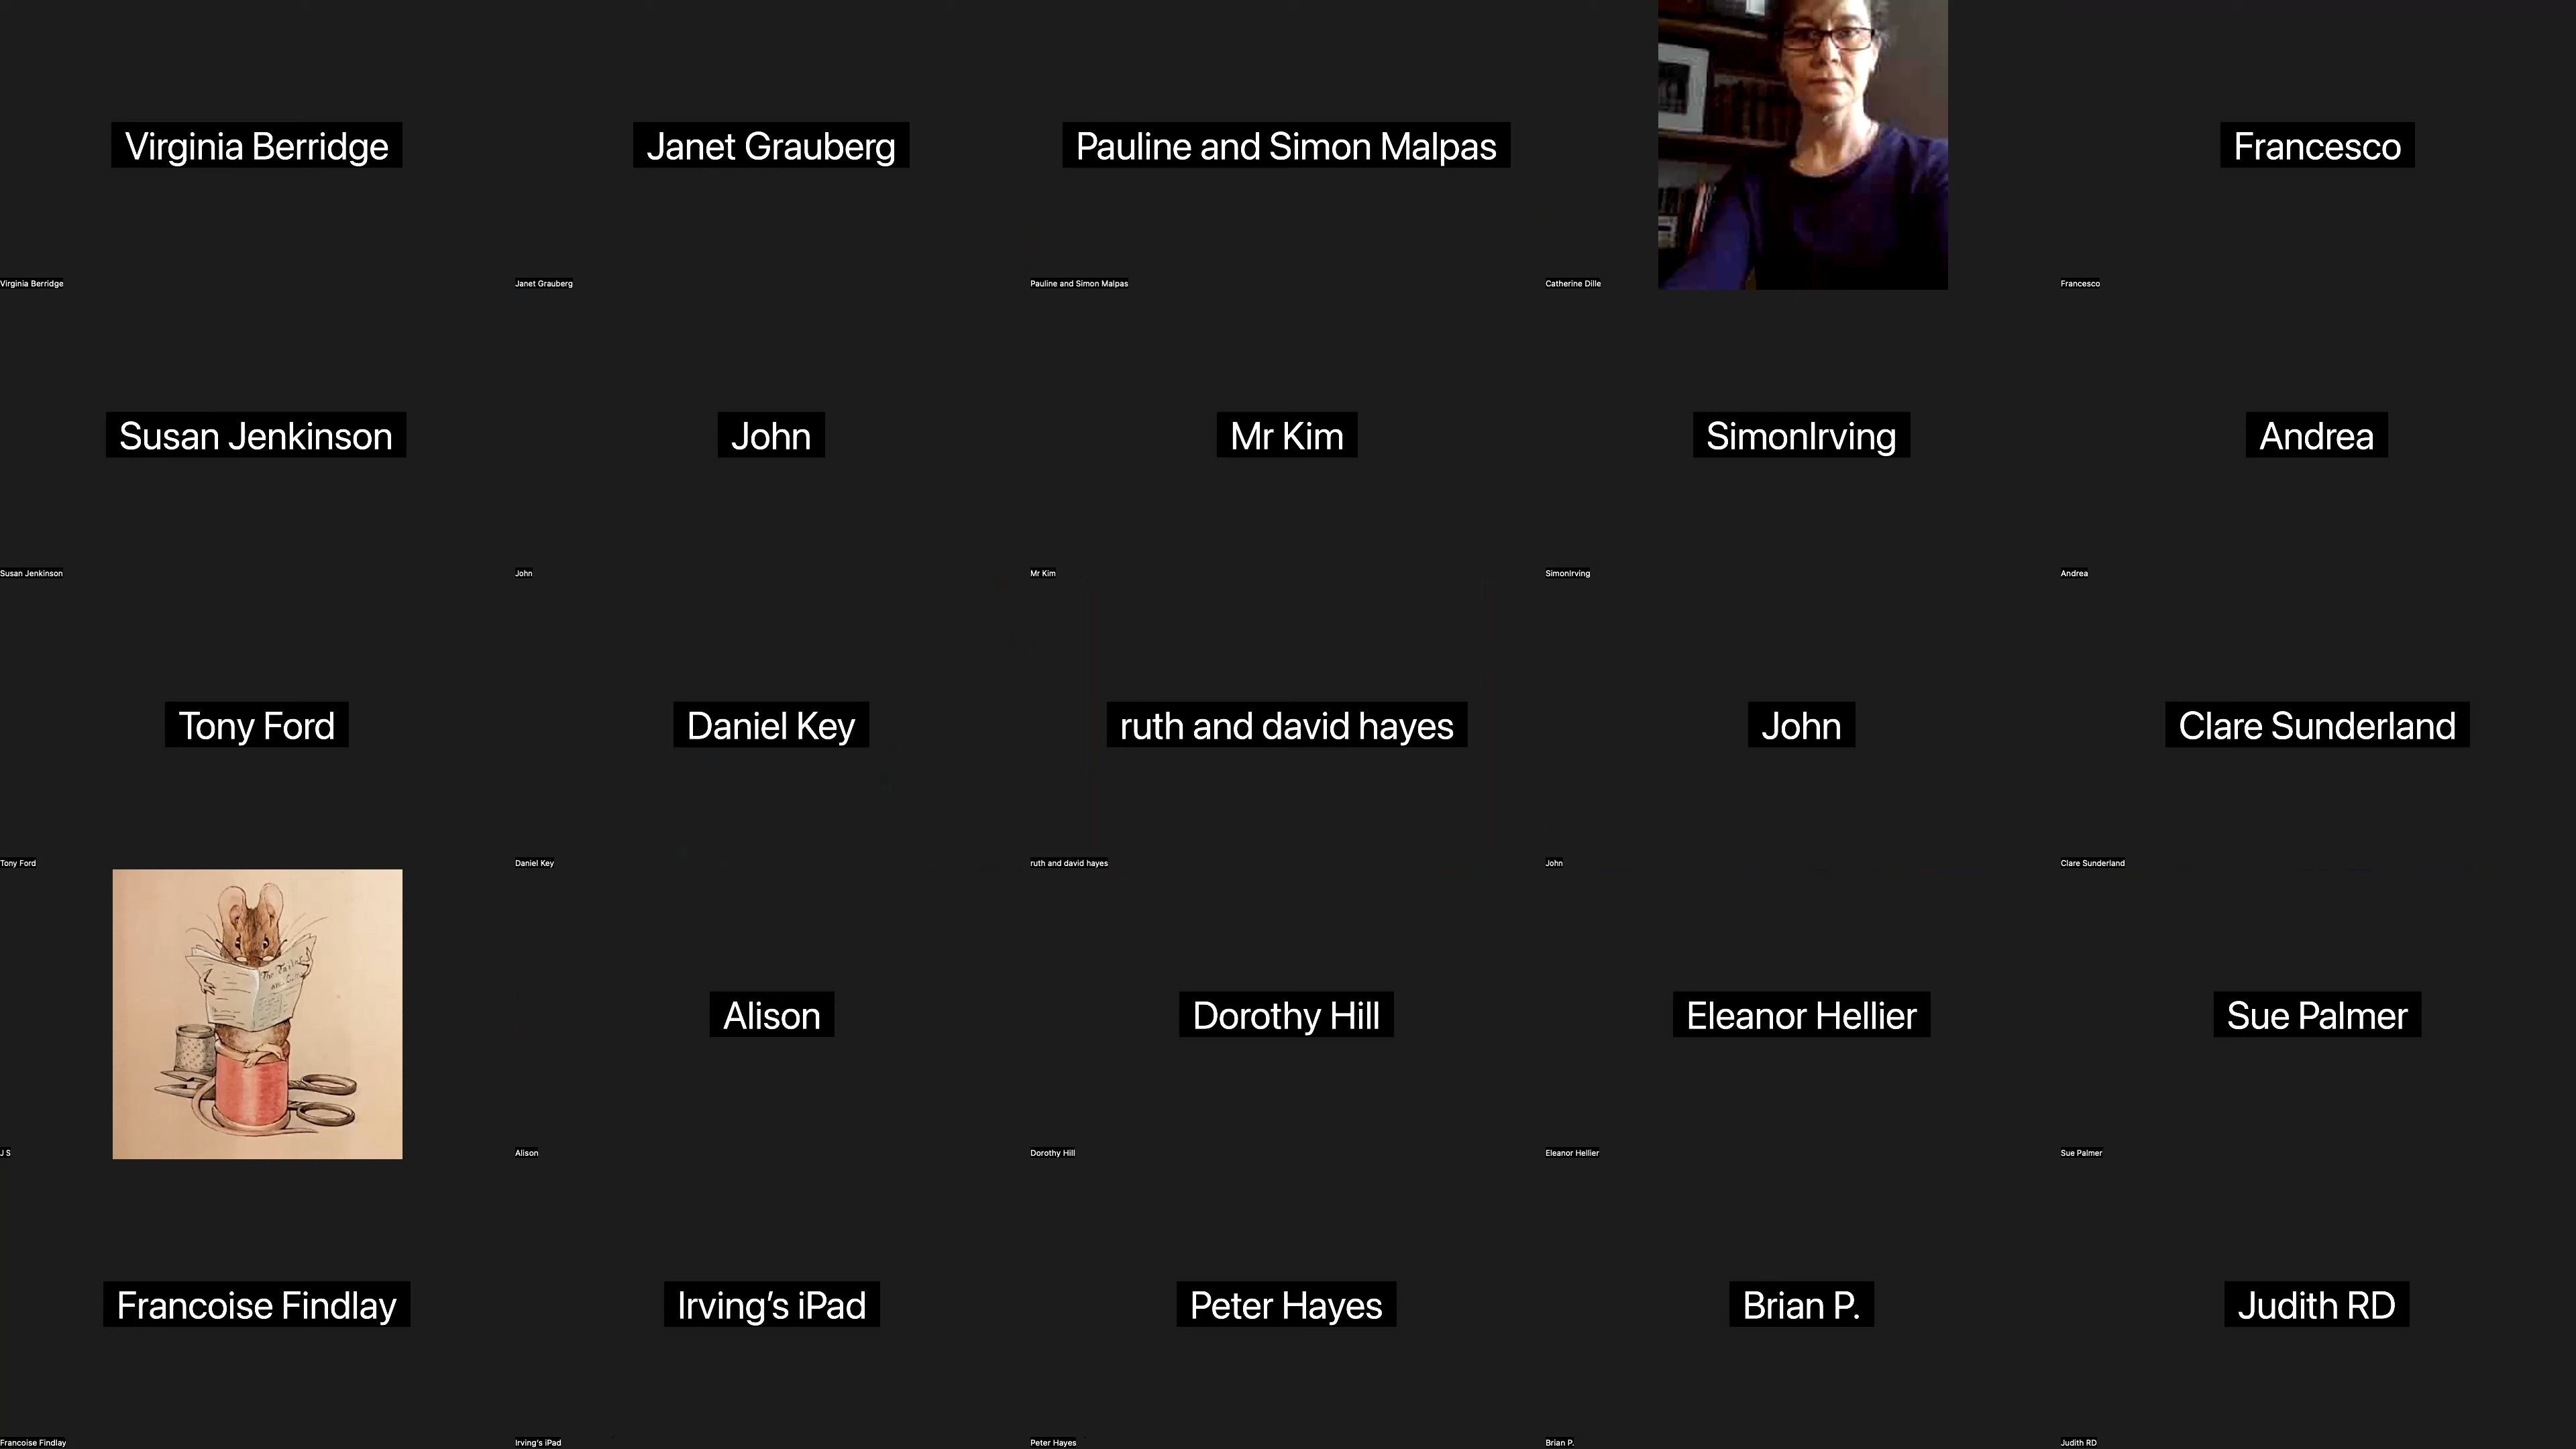 Virginia Berridge
Janet Grauberg
Pauline and Simon Malpas
Francesco
Virginia Berridge
Janet Grauberg
Pauline and Simon Malpas
Catherine Dille
Francesco
Susan Jenkinson
John
Mr Kim
SimonIrving
Andrea
Susan Jenkinson
John
Mr Kim
SimonIrving
Andrea
Tony Ford
Daniel Key
ruth and david hayes
John
Clare Sunderland
Tony Ford
Daniel Key
ruth and david hayes
John
Clare Sunderland
The Tailor
Alison
Dorothy Hill
Eleanor Hellier
Sue Palmer
J S
Alison
Dorothy Hill
Eleanor Hellier
Sue Palmer
Francoise Findlay
Irving’s iPad
Peter Hayes
Brian P.
Judith RD
Francoise Findlay
Irving’s iPad
Peter Hayes
Brian P.
Judith RD